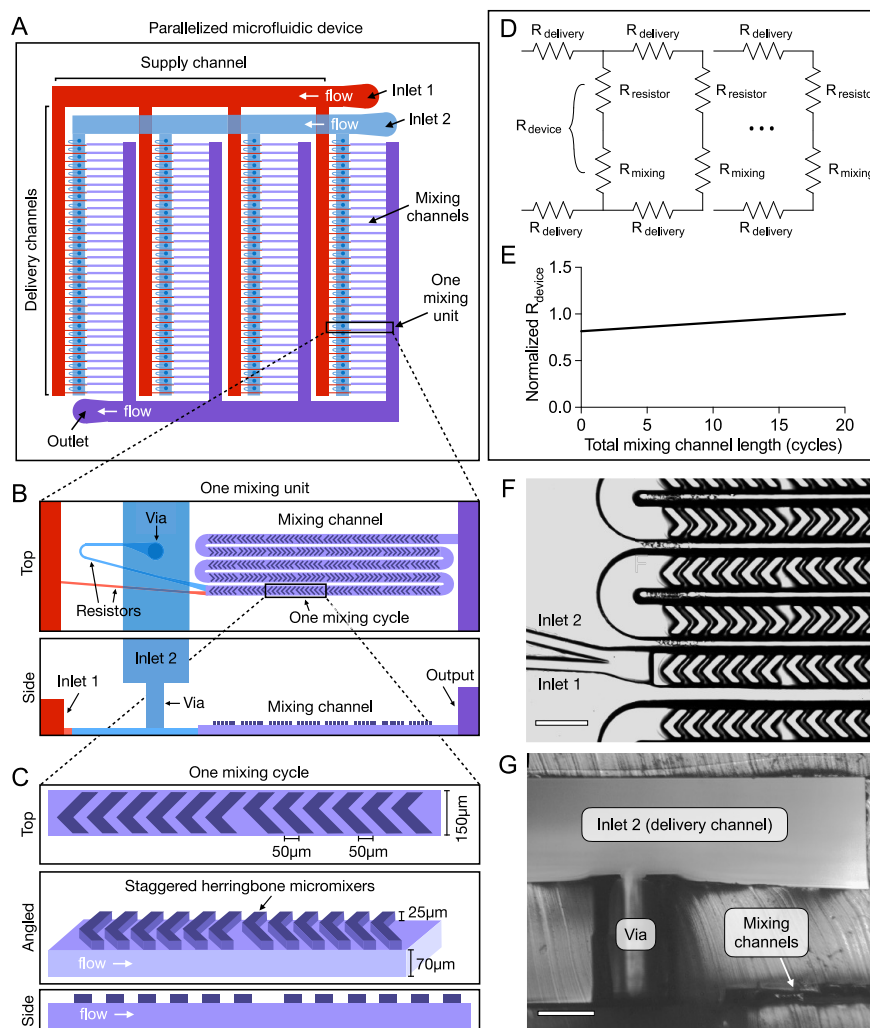 A
Parallelized microfluidic device
Supply channel
flow
Inlet 1
flow
Inlet 2
Delivery channels
Mixing
channels
One
mixing
unit
flow
Outlet
B
One mixing unit
Top
Via
Mixing channel
Resistors
One mixing cycle
Side
Inlet 2
Inlet 1
Via
Mixing channel
Output
C
One mixing cycle
Top
150µm
50µm
50µm
Angled
Staggered herringbone micromixers
25µm
flow
70µm
Side
flow
D
R delivery
R delivery
R delivery
R resistor
R resistor
R resistor
R device
R mixing
R mixing
R mixing
R delivery
R delivery
R delivery
E
Normalized R device
1.5
1.0
0.5
0.0
0 5 10 15 20
Total mixing channel length (cycles)
F
Inlet 2
Inlet 1
G
Inlet 2 (delivery channel)
Via
Mixing
channels